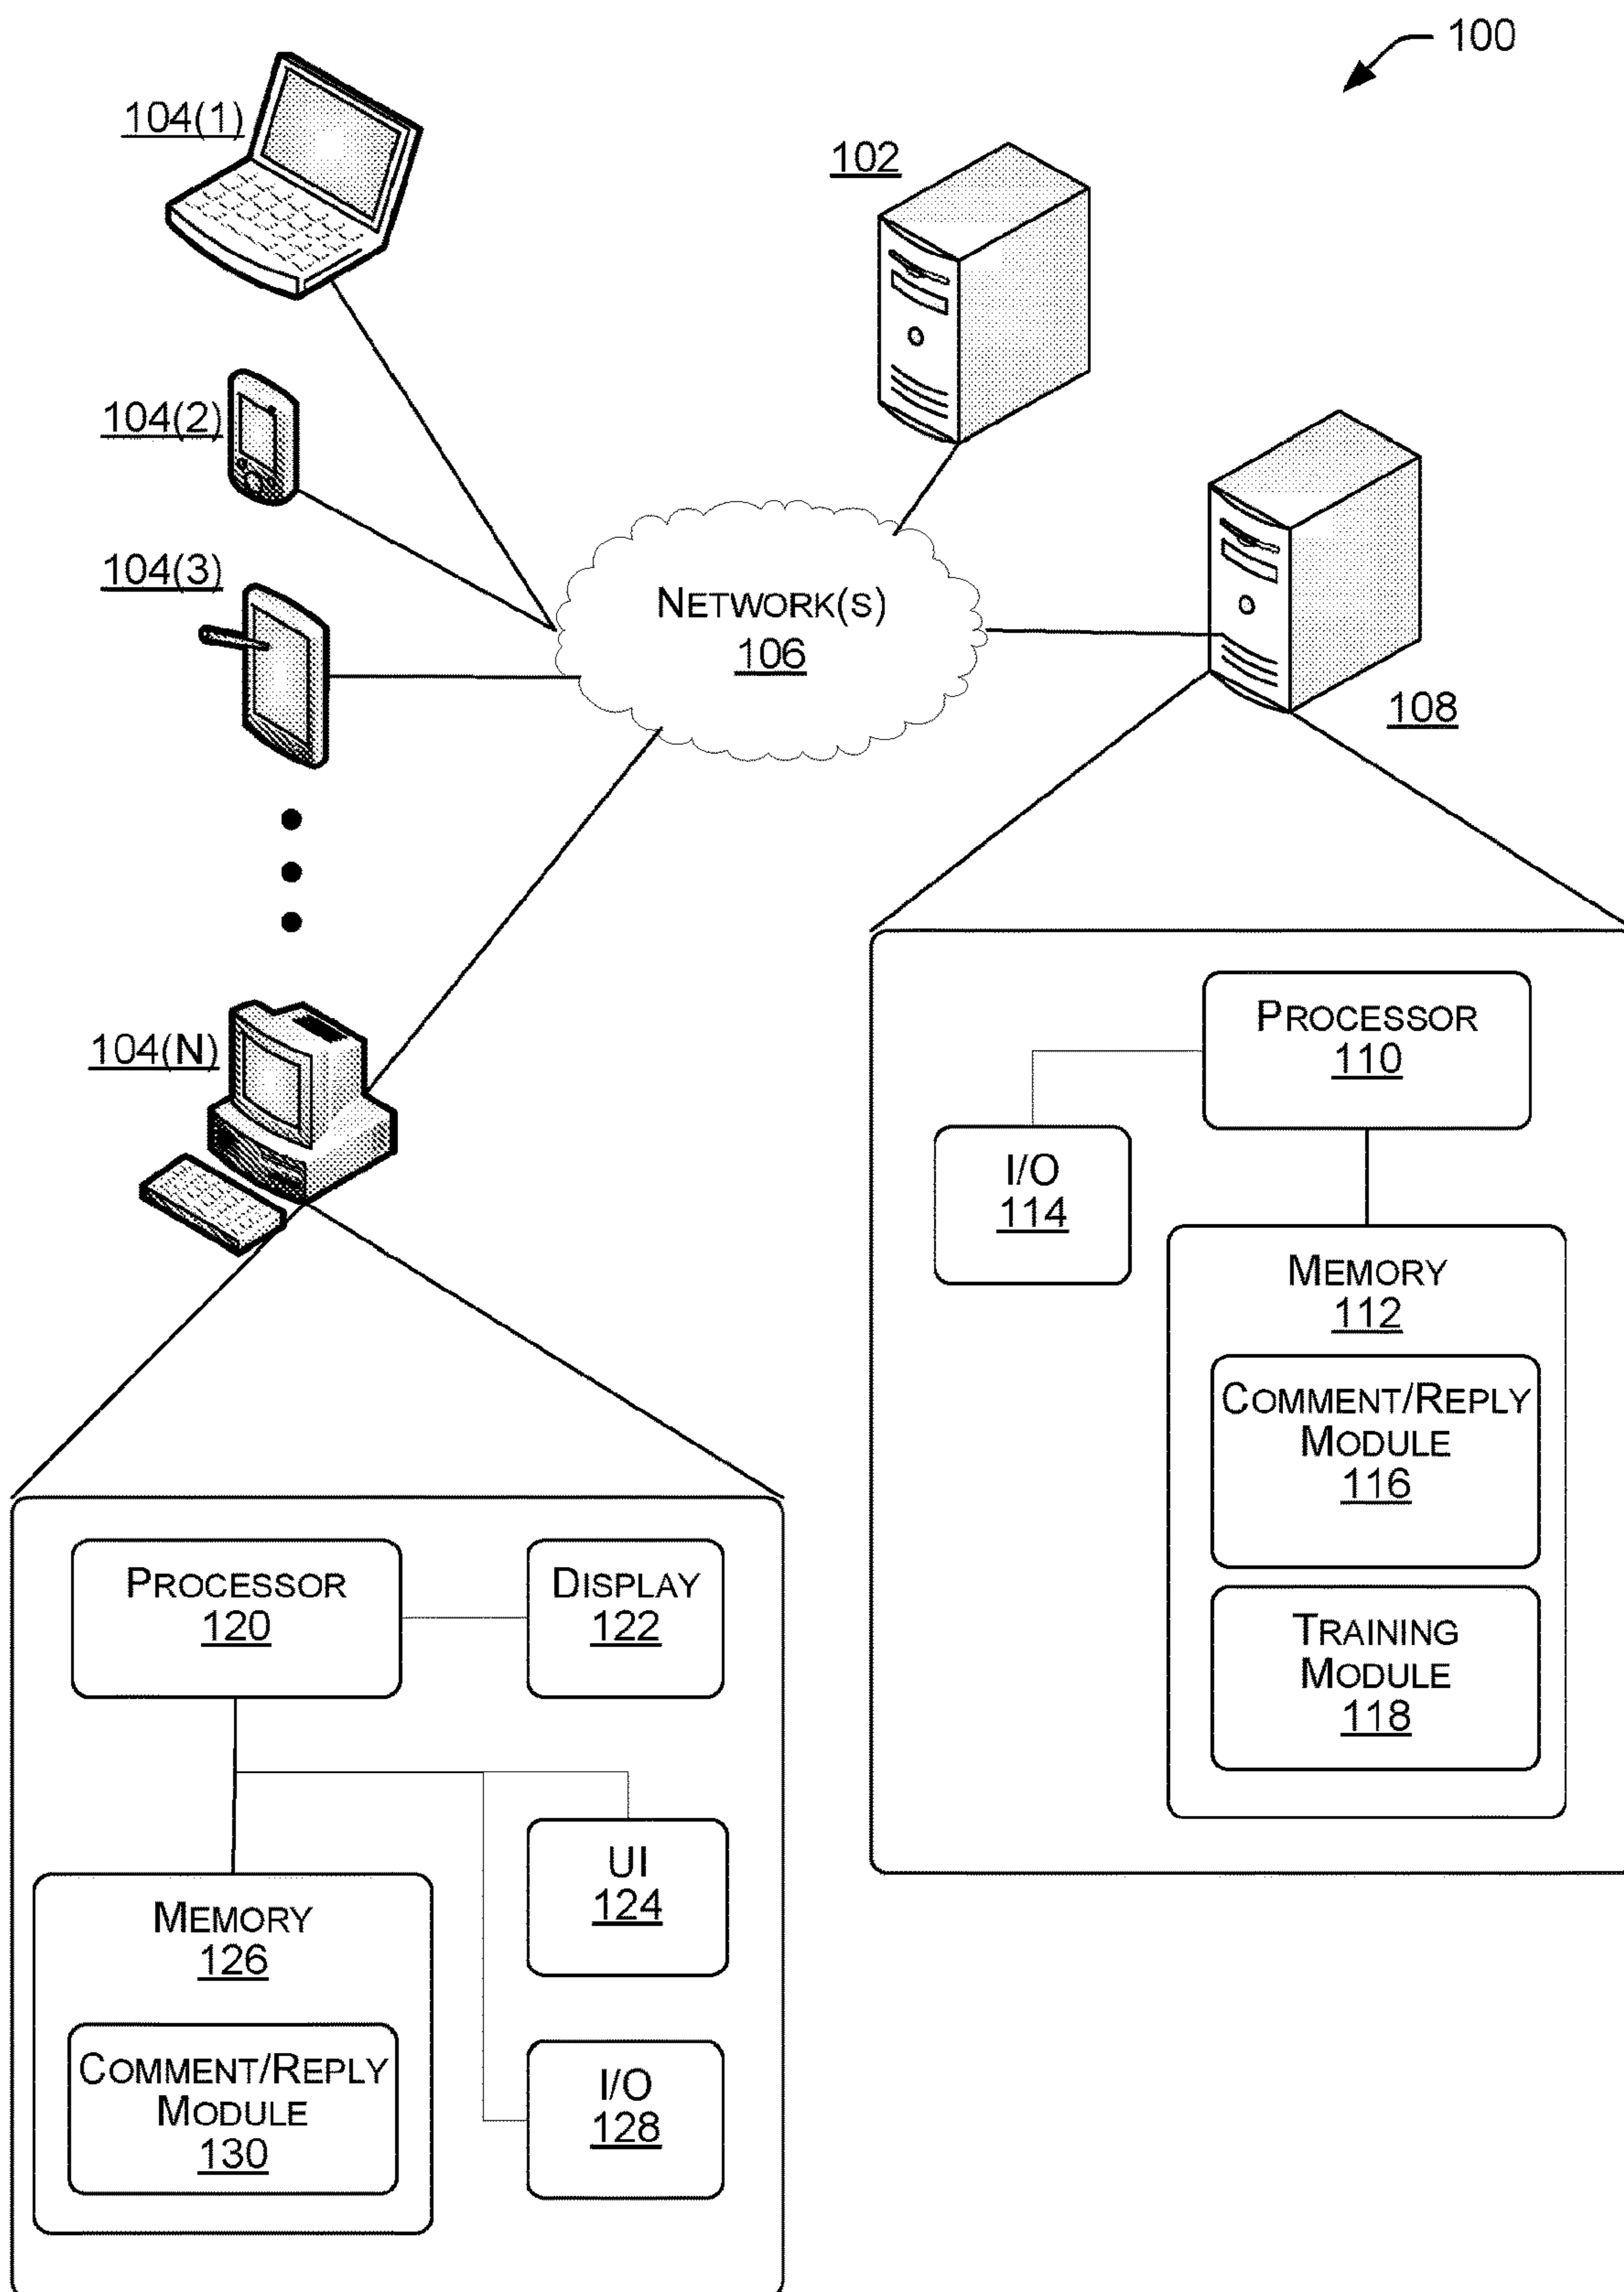 100
104(1)
102
104(2)
104(3)
NETWORK(S)
106
108
104(N)
PROCESSOR
110
I/O
114
MEMORY
112
COMMENT/REPLY
MODULE
116
TRAINING
MODULE
118
PROCESSOR
120
DISPLAY
122
UI
124
MEMORY
126
COMMENT/REPLY
MODULE
130
I/O
128